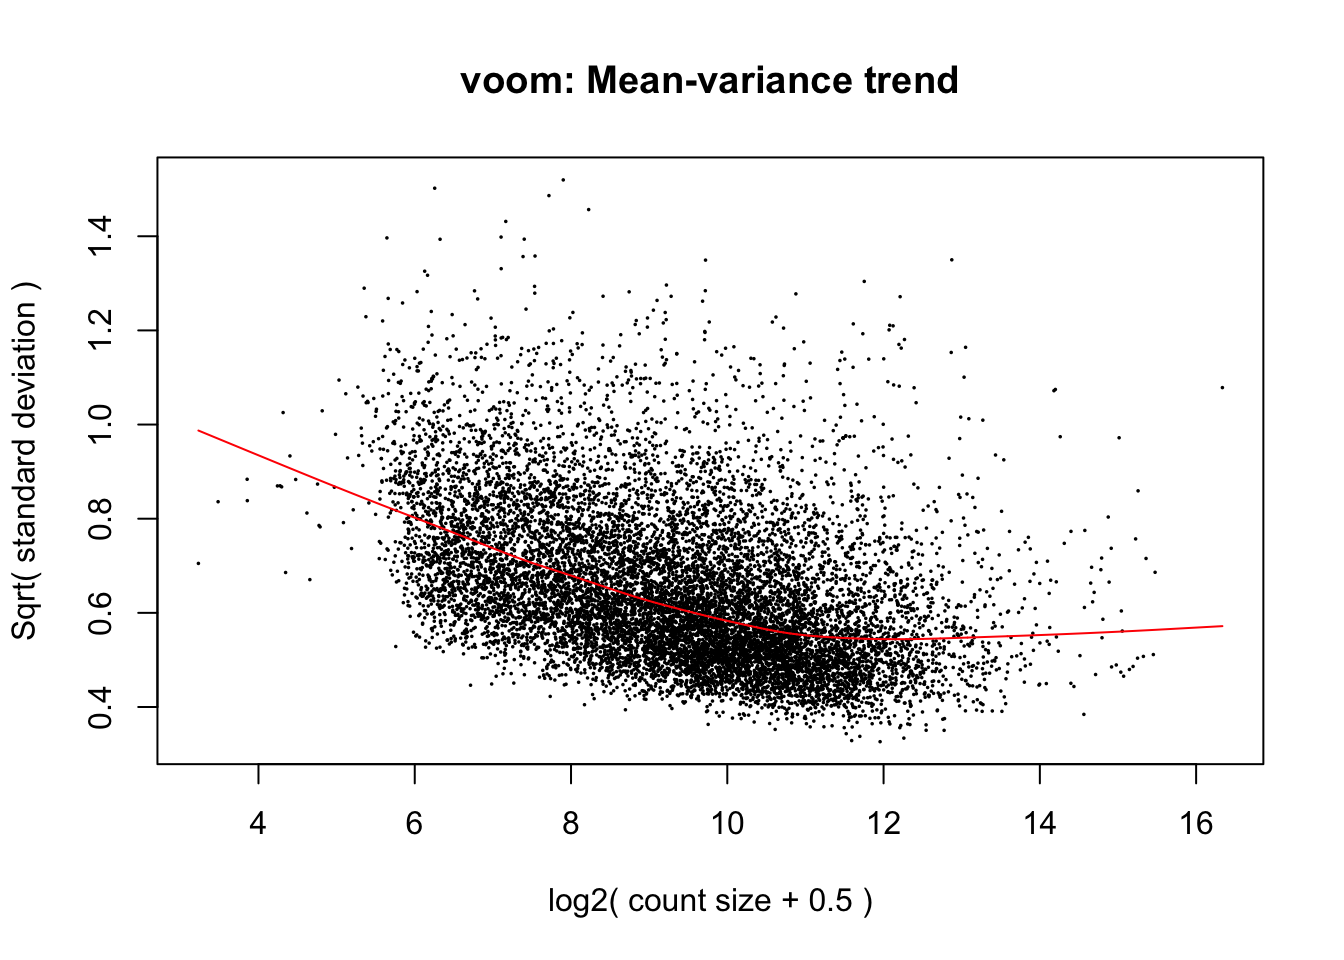 voom: Mean-variance trend
Sqrt( standard deviation )
1.4
1.2
1.0
0.8
0.6
0.4
4 6 8 10 12 14 16
log2( count size + 0.5 )